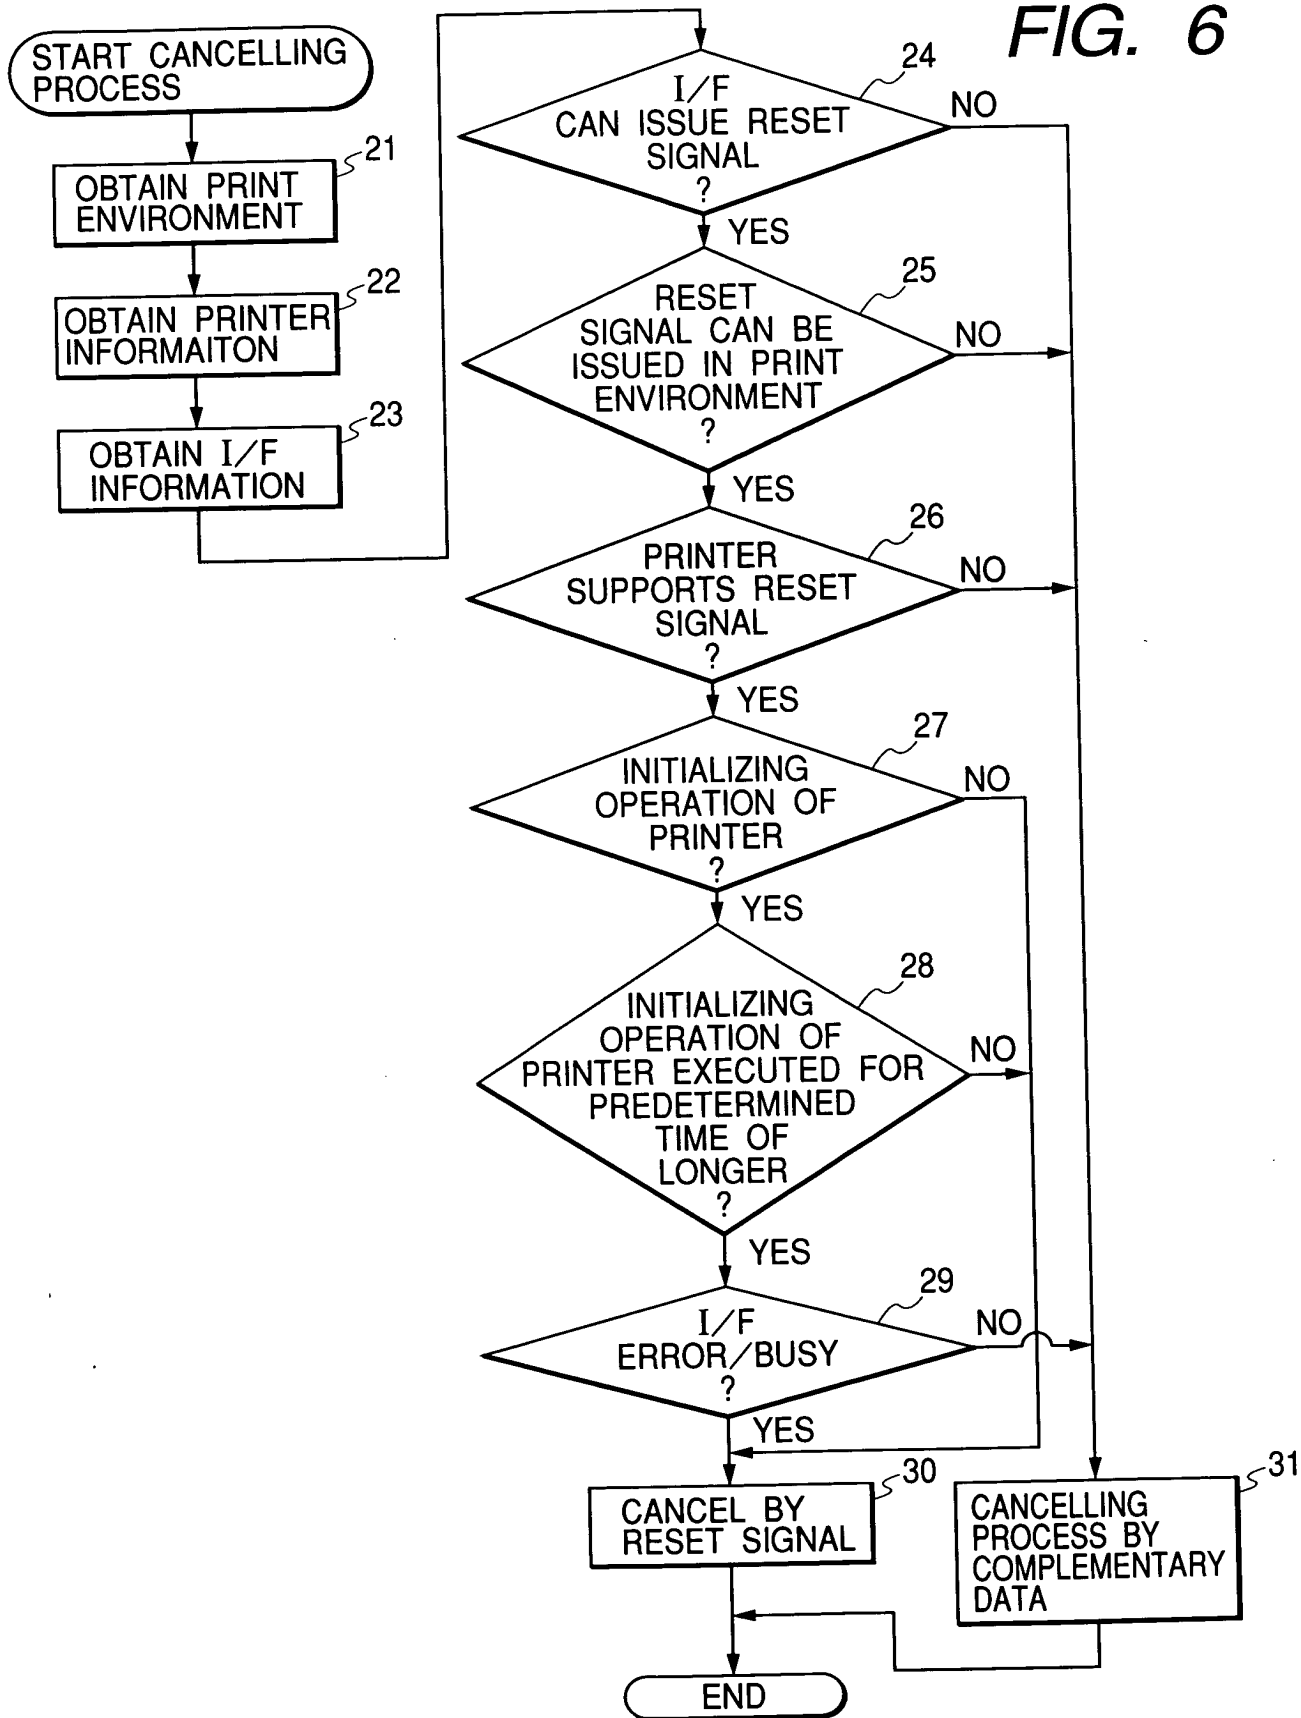 FIG. 6
START CANCELLING
PROCESS
21
OBTAIN PRINT
ENVIRONMENT
22
OBTAIN PRINTER
INFORMAITON
23
OBTAIN I/F
INFORMATION
24
I/F
CAN ISSUE RESET
SIGNAL
?
NO
YES
25
RESET
SIGNAL CAN BE
ISSUED IN PRINT
ENVIRONMENT
?
NO
YES
26
PRINTER
SUPPORTS RESET
SIGNAL
?
NO
YES
27
INITIALIZING
OPERATION OF
PRINTER
?
NO
YES
28
INITIALIZING
OPERATION OF
PRINTER EXECUTED FOR
PREDETERMINED
TIME OF
LONGER
?
NO
YES
29
I/F
ERROR/BUSY
?
NO
YES
30
CANCEL BY
RESET SIGNAL
31
CANCELLING
PROCESS BY
COMPLEMENTARY
DATA
END